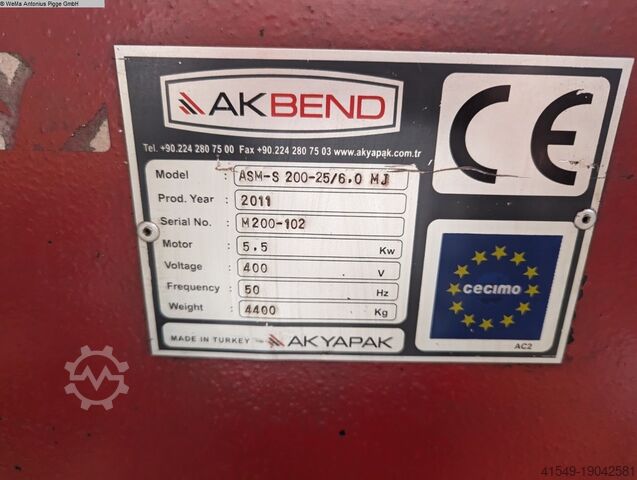 © WeMa Antonius Pigge GmbH
AKBEND
CE
Tel. +90.224 280 75 00 Fax +90.224 280 75 03 www.akyapak.com.tr
Model : ASM-S 200-25/6.0 MJ
Prod. Year : 2011
Serial No. : M200-102
Motor : 5.5 Kw
Voltage : 400 V
Frequency : 50 Hz
Weight : 4400 Kg
cecimo
MADE IN TURKEY AKYAPAK
AC2
41549-19042581